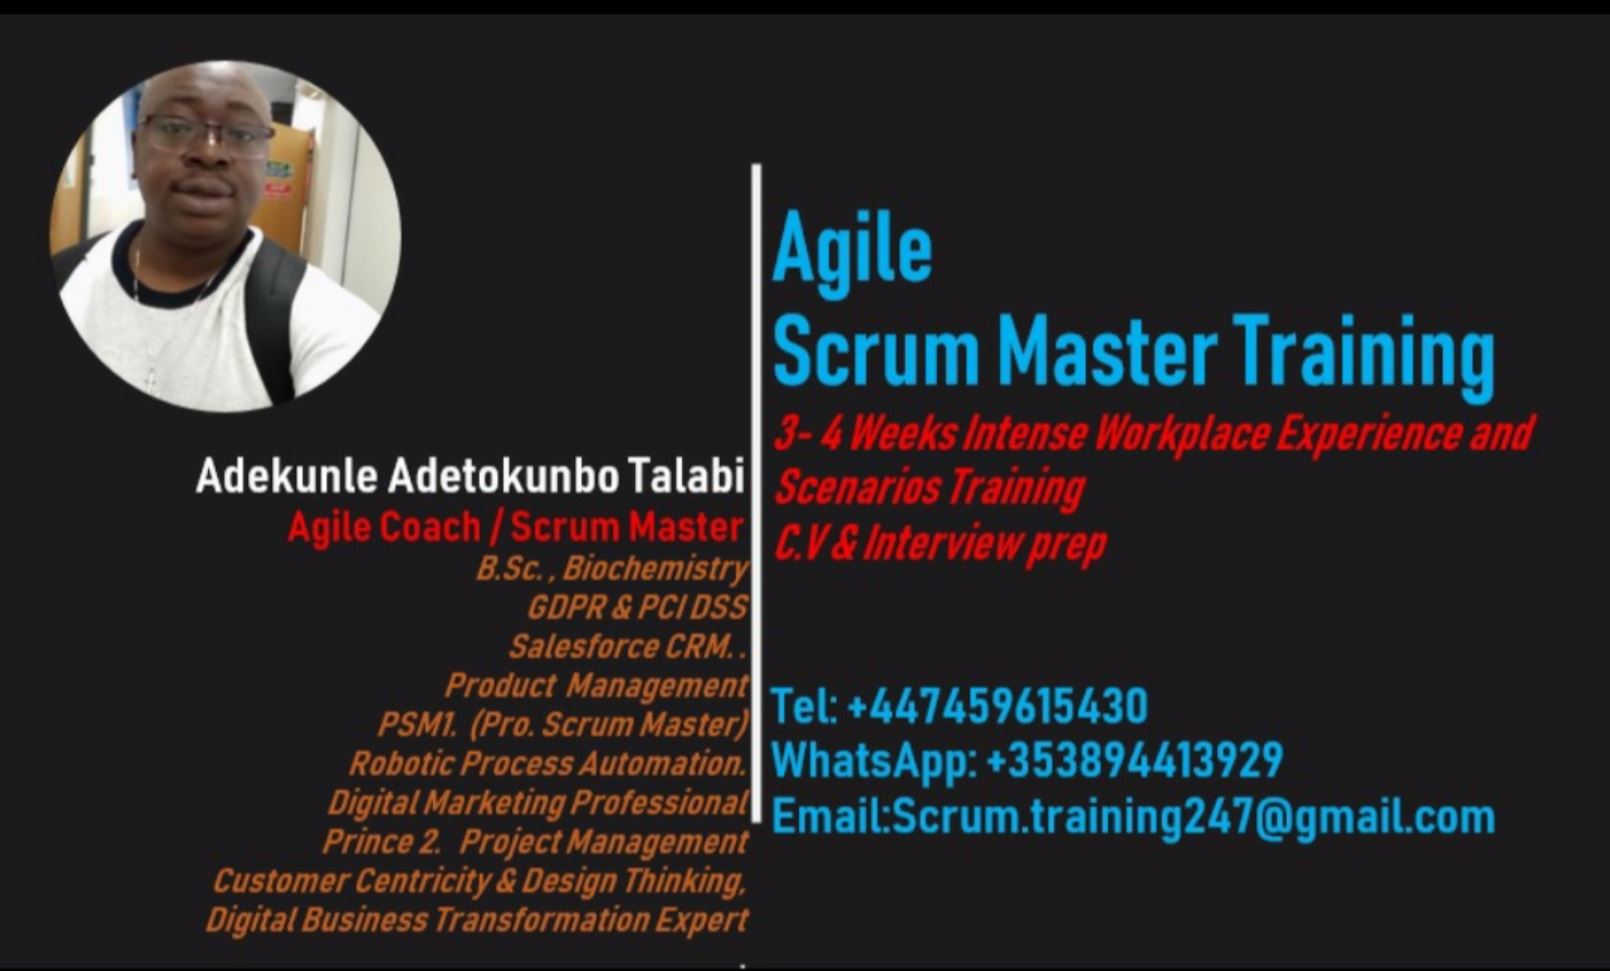 Adekunle Adetokunbo Talabi
Agile Coach / Scrum Master
B.Sc. , Biochemistry
GDPR & PCI DSS
Salesforce CRM. .
Product Management
PSM1. (Pro. Scrum Master)
Robotic Process Automation.
Digital Marketing Professional
Prince 2. Project Management
Customer Centricity & Design Thinking,
Digital Business Transformation Expert
Agile
Scrum Master Training
3- 4 Weeks Intense Workplace Experience and
Scenarios Training
C.V & Interview prep
Tel: +447459615430
WhatsApp: +353894413929
Email:Scrum.training247@gmail.com